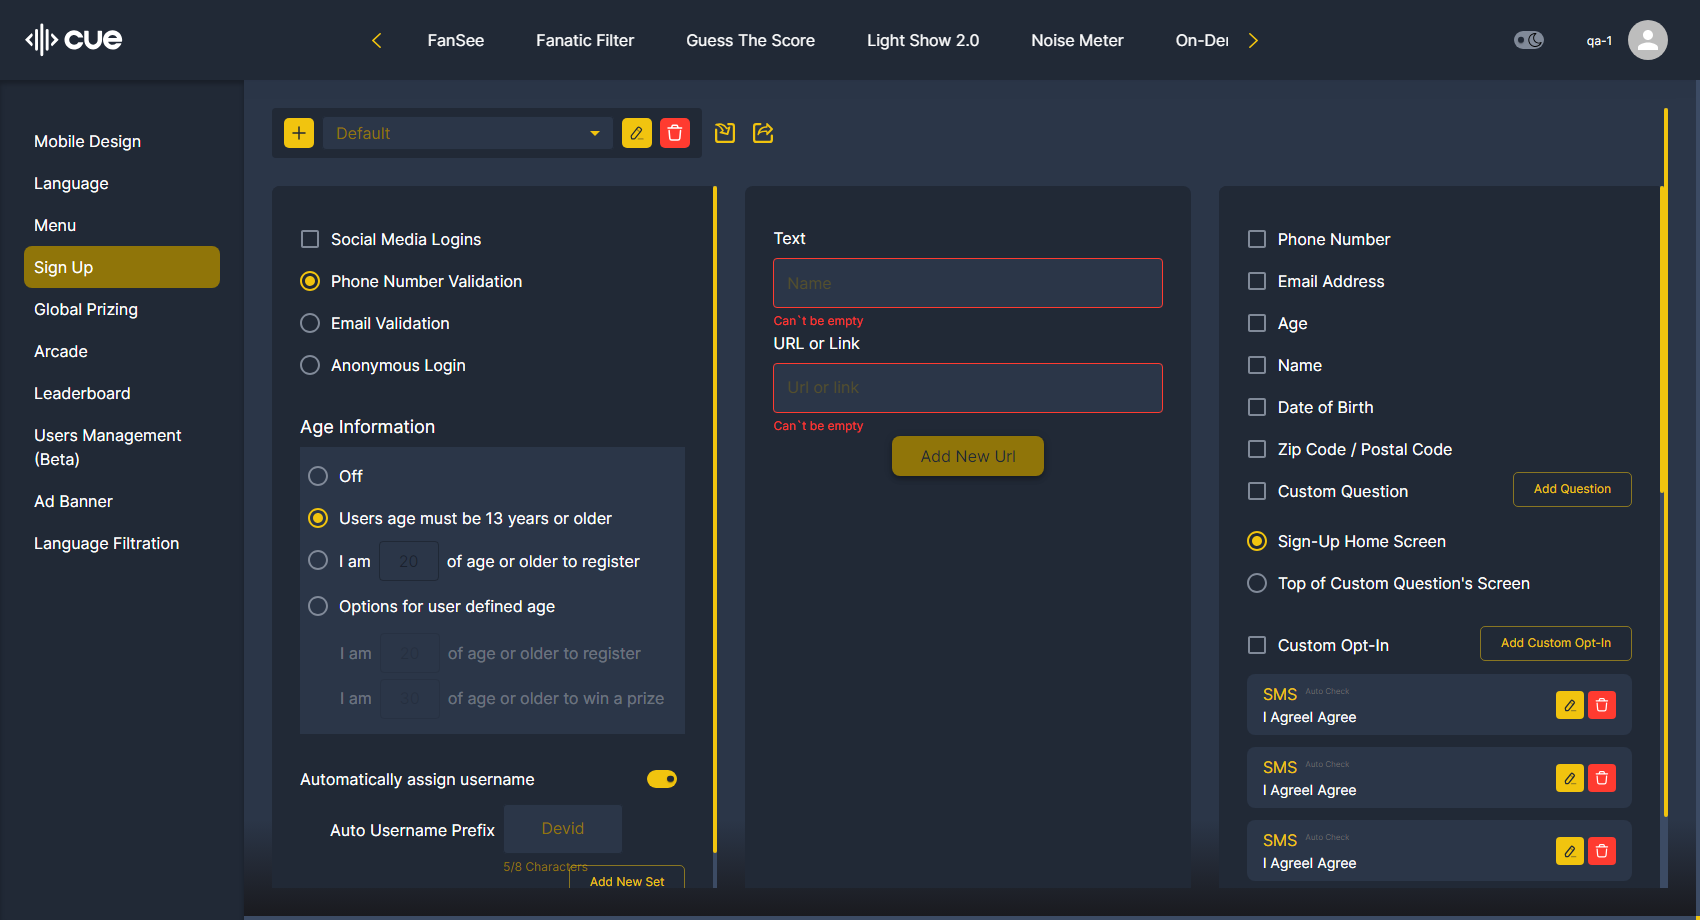 cue
FanSee
Fanatic Filter
Guess The Score
Light Show 2.0
Noise Meter
On-Der
qa-1
Mobile Design
Language
Menu
Sign Up
Global Prizing
Arcade
Leaderboard
Users Management
(Beta)
Ad Banner
Language Filtration
Default
Social Media Logins
Phone Number Validation
Email Validation
Anonymous Login
Age Information
Off
Users age must be 13 years or older
I am 20 of age or older to register
Options for user defined age
I am 20 of age or older to register
I am 30 of age or older to win a prize
Automatically assign username
Auto Username Prefix Devid
5/8 Characters
Add New Set
Text
Name
Can`t be empty
URL or Link
Url or link
Can`t be empty
Add New Url
Phone Number
Email Address
Age
Name
Date of Birth
Zip Code / Postal Code
Custom Question
Add Question
Sign-Up Home Screen
Top of Custom Question's Screen
Custom Opt-In
Add Custom Opt-In
SMS Auto Check
I AgreeI Agree
SMS Auto Check
I AgreeI Agree
SMS Auto Check
I AgreeI Agree